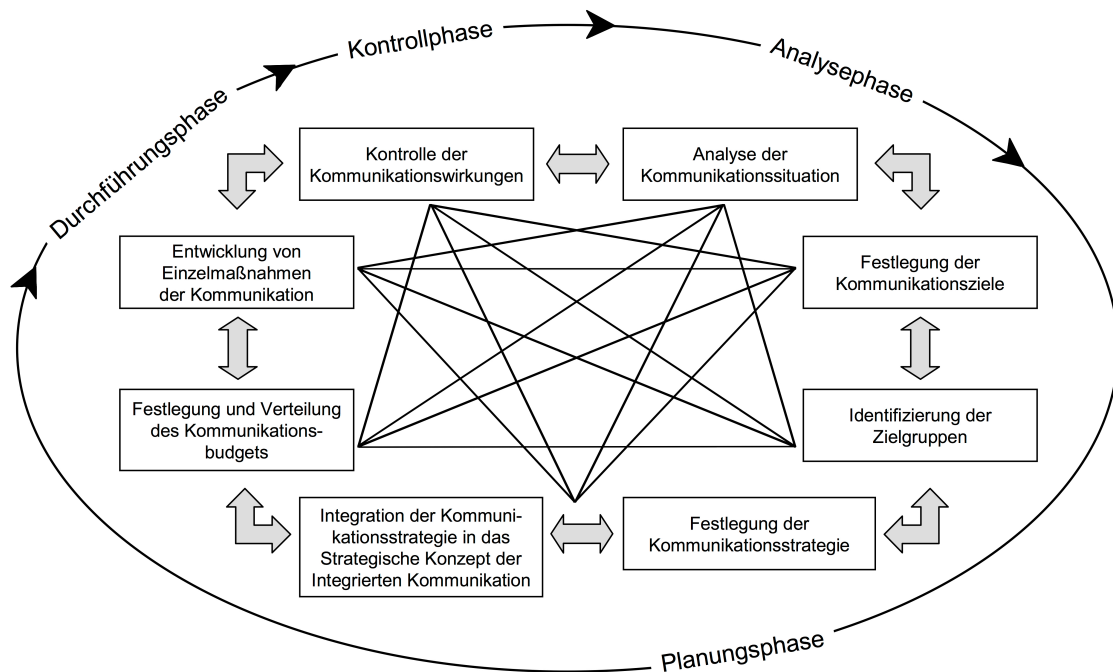 Kontrollphase
Analysephase
Durchführungsphase
Kontrolle der
Kommunikationswirkungen
Analyse der
Kommunikationssituation
Entwicklung von
Einzelmaßnahmen
der Kommunikation
Festlegung der
Kommunikationsziele
Festlegung und Verteilung
des Kommunikations-
budgets
Identifizierung der
Zielgruppen
Integration der Kommuni-
kationsstrategie in das
Strategische Konzept der
Integrierten Kommunikation
Festlegung der
Kommunikationsstrategie
Planungsphase